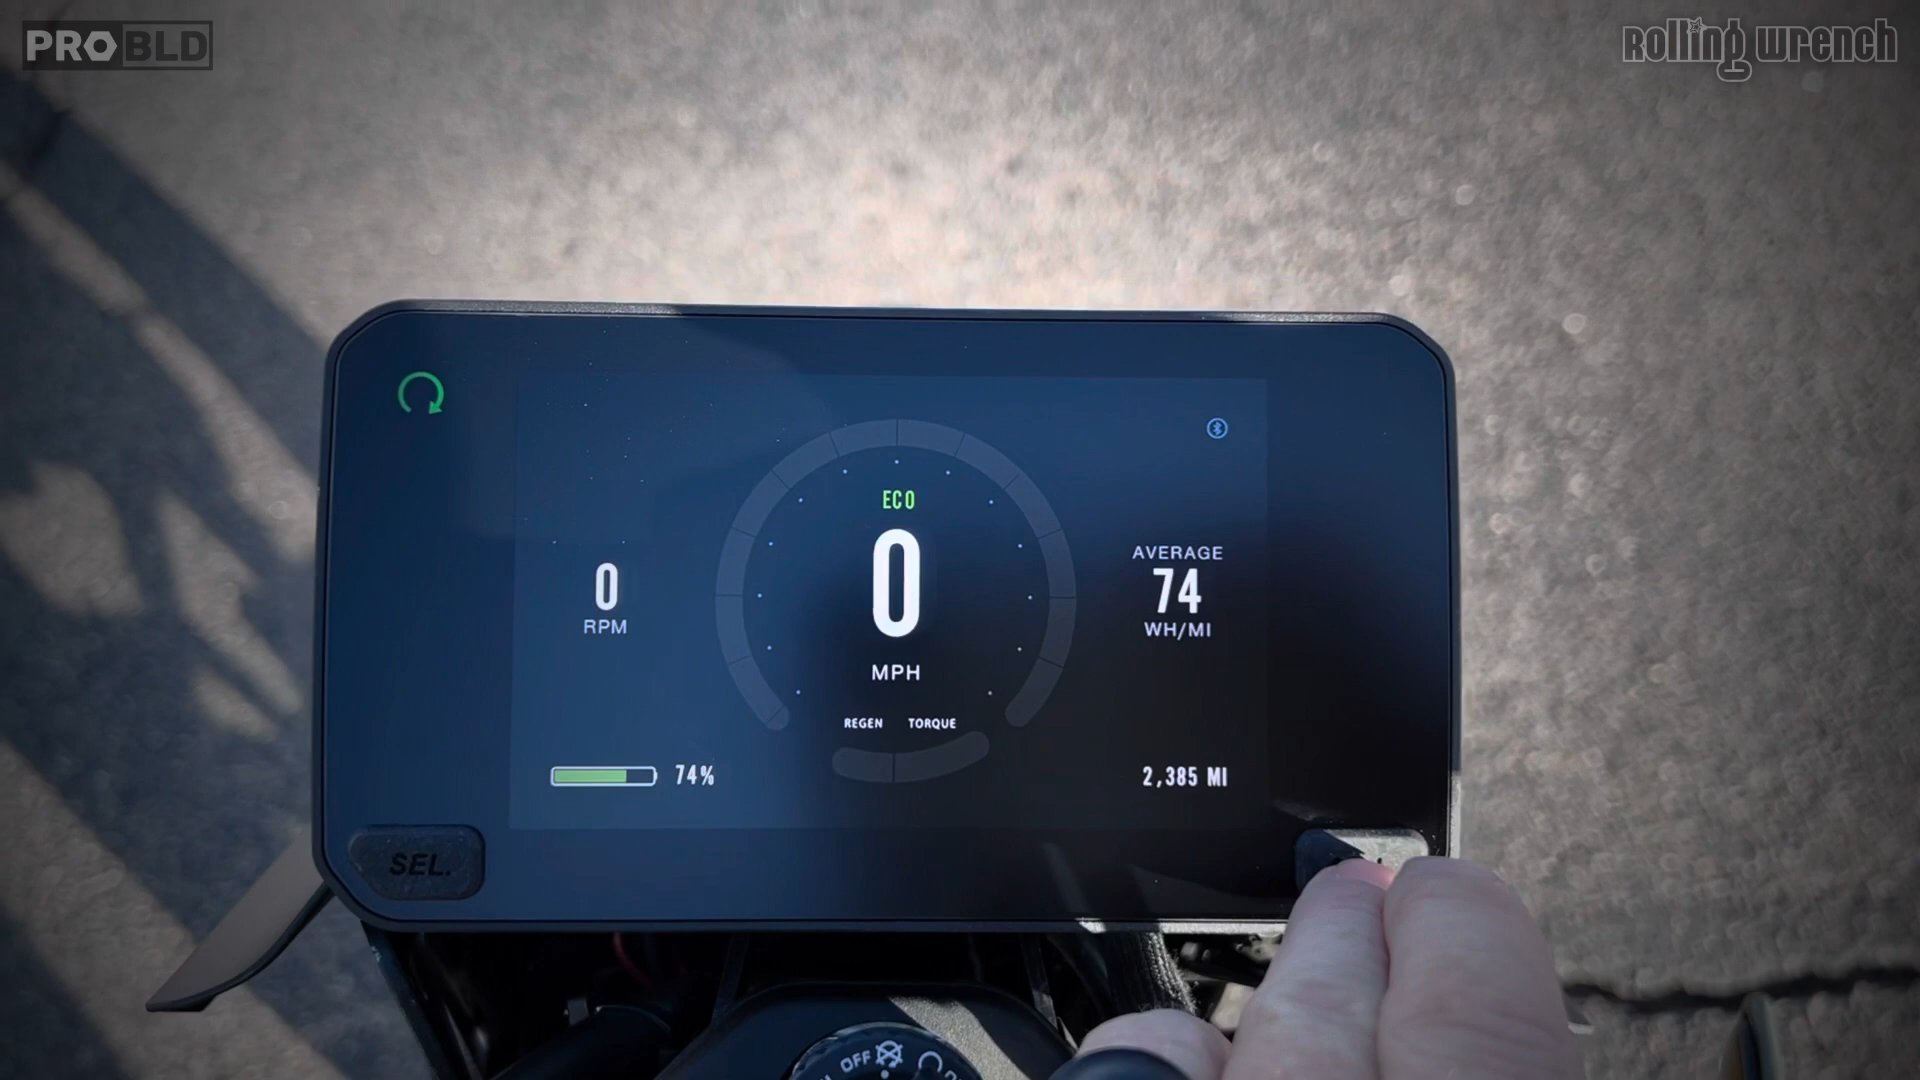 PRO BLD
Rolling Wrench
ECO
0
MPH
0
RPM
AVERAGE
74
WH/MI
REGEN TORQUE
74%
2,385 MI
SEL.
OFF